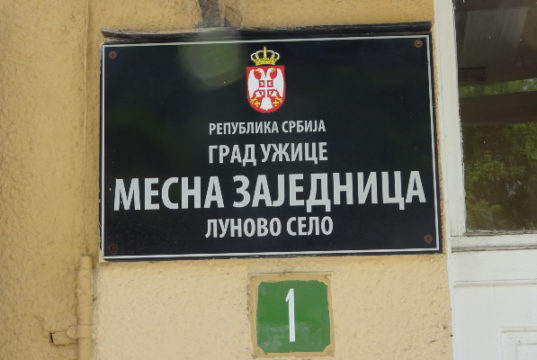 РЕПУБЛИКА СРБИЈА
ГРАД УЖИЦЕ
МЕСНА ЗАЈЕДНИЦА
ЛУНОВО СЕЛО
1